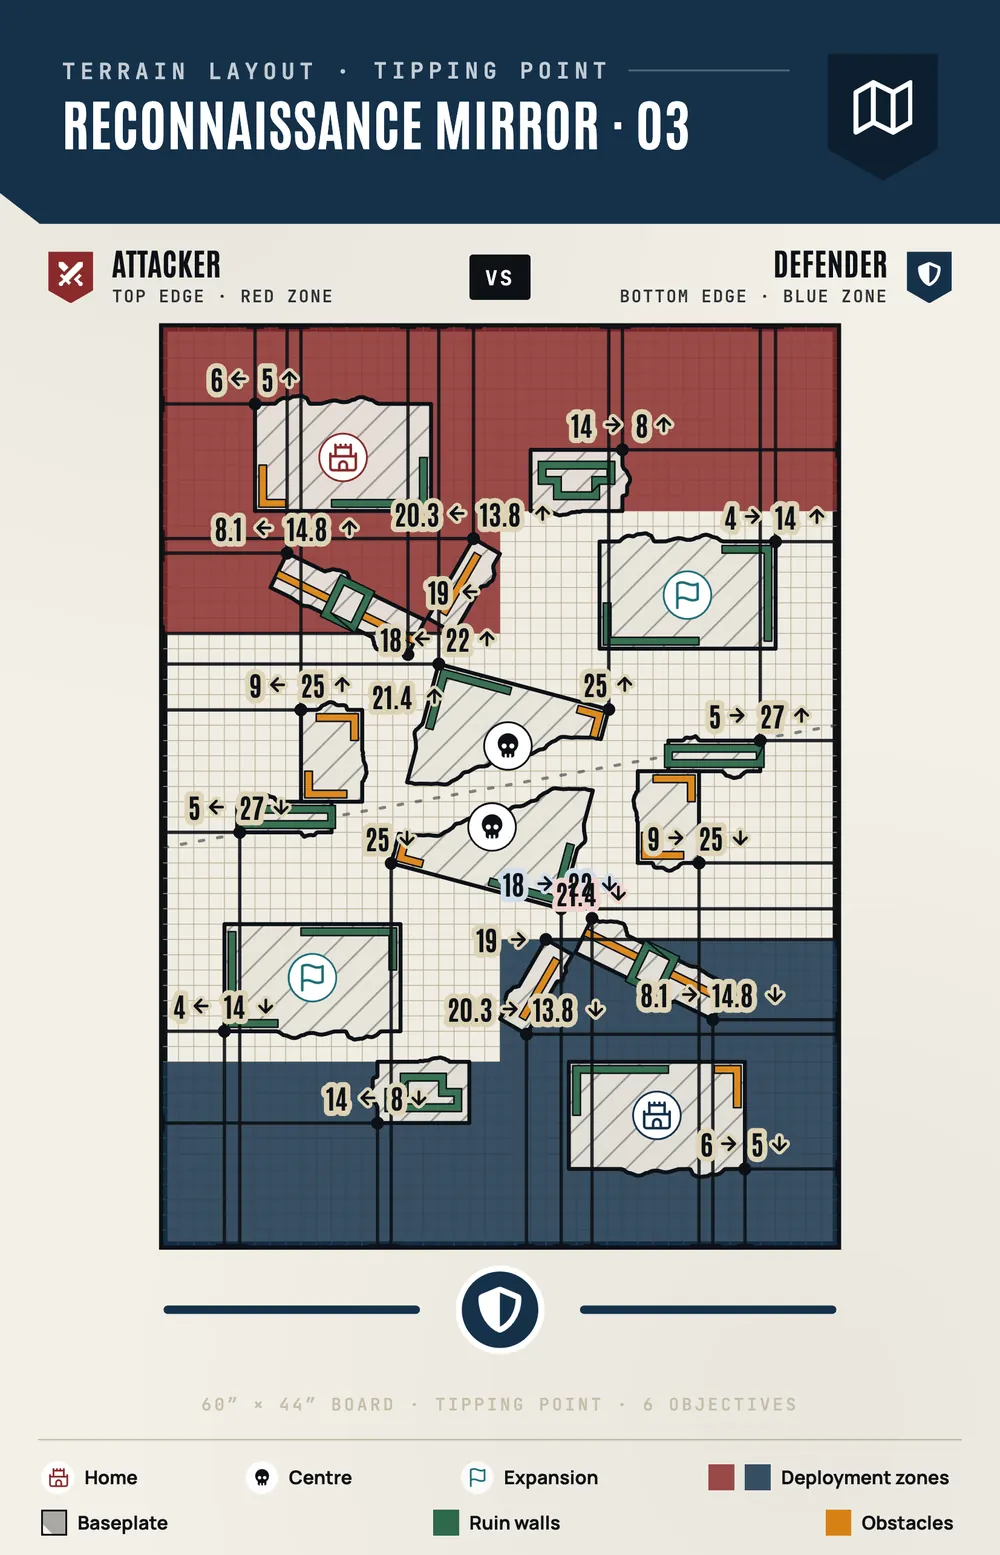 TERRAIN LAYOUT · TIPPING POINT
RECONNAISSANCE MIRROR · 03
ATTACKER
TOP EDGE · RED ZONE
VS
DEFENDER
BOTTOM EDGE · BLUE ZONE
6 ← 5 ↑
14 → 8 ↑
20.3 ← 13.8 ↑
4 → 14 ↑
8.1 ← 14.8 ↑
19 ←
18 ← 22 ↑
9 ← 25 ↑
21.4 ↑
25 ↑
5 → 27 ↑
5 ← 27 ↓
25 ↓
9 → 25 ↓
18 → 22 ↓
21.4 ↓
19 →
4 ← 14 ↓
20.3 → 13.8 ↓
8.1 → 14.8 ↓
14 ← 8 ↓
6 → 5 ↓
60″ × 44″ BOARD · TIPPING POINT · 6 OBJECTIVES
Home
Centre
Expansion
Deployment zones
Baseplate
Ruin walls
Obstacles